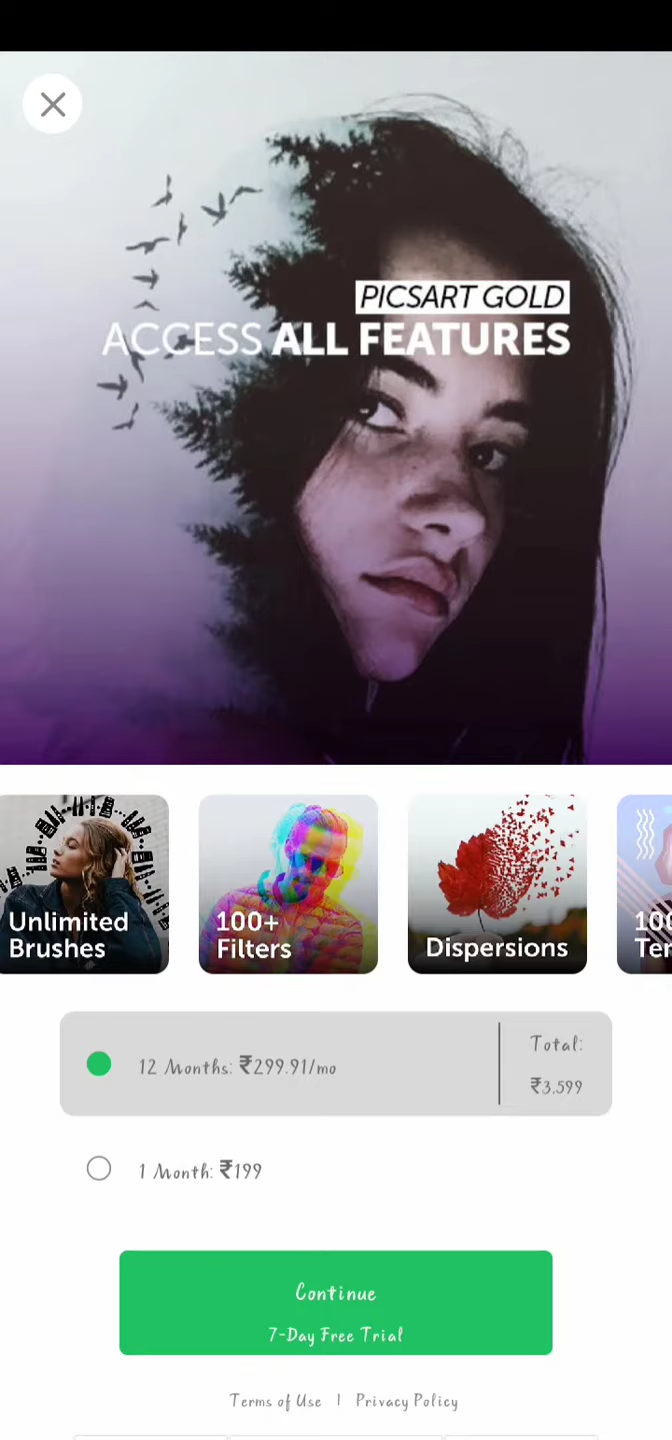 PICSART GOLD
ACCESS ALL FEATURES
Unlimited
Brushes
100+
Filters
Dispersions
12 Months: ₹299.91/mo
Total:
₹3.599
1 Month: ₹199
Continue
7-Day Free Trial
Terms of Use | Privacy Policy